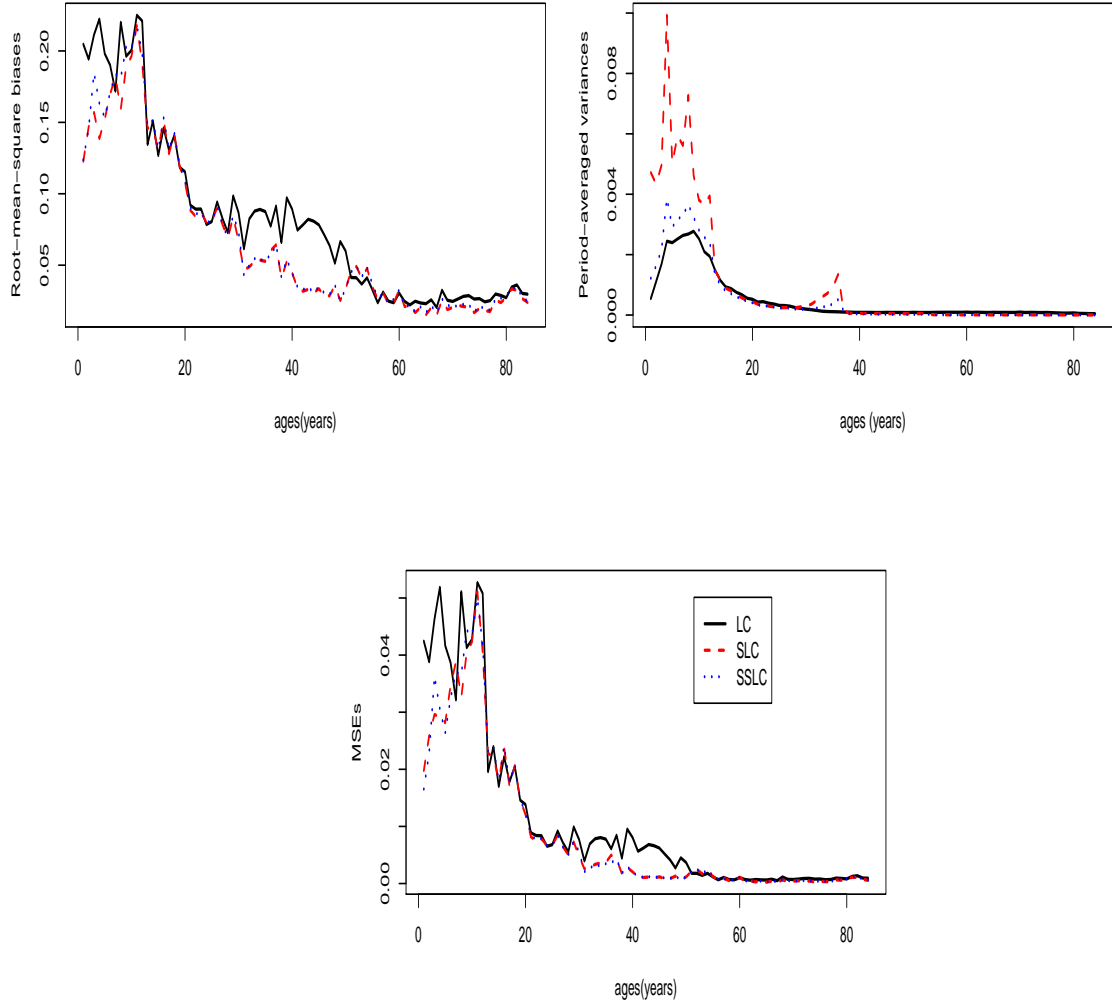 Root-mean-square biases
0.20
0.15
0.10
0.05
0 20 40 60 80
ages(years)
Period-averaged variances
0.008
0.004
0.000
0 20 40 60 80
ages (years)
MSEs
0.04
0.02
0.00
0 20 40 60 80
ages(years)
LC
SLC
SSLC